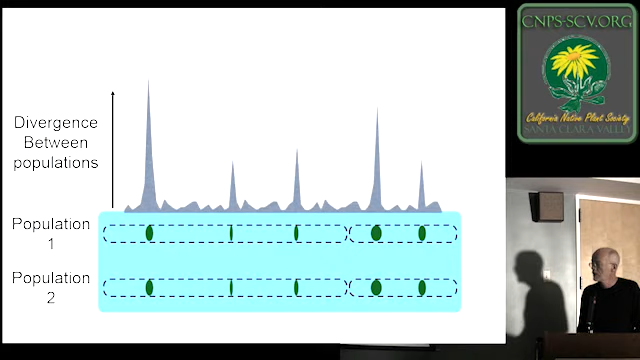 CNPS-SCV.ORG
California Native Plant Society
SANTA CLARA VALLEY
Divergence
Between
populations
Population
1
Population
2